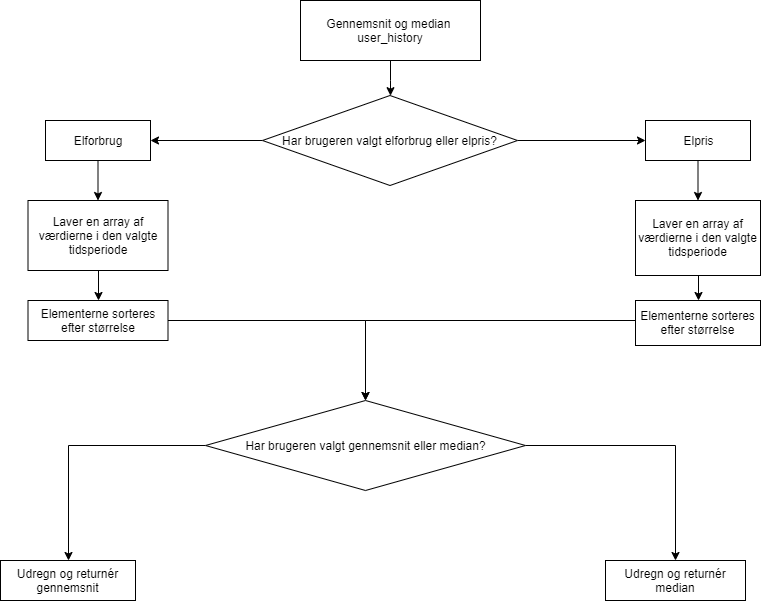 Gennemsnit og median
user_history
Har brugeren valgt elforbrug eller elpris?
Elforbrug
Elpris
Laver en array af
værdierne i den valgte
tidsperiode
Laver en array af
værdierne i den valgte
tidsperiode
Elementerne sorteres
efter størrelse
Elementerne sorteres
efter størrelse
Har brugeren valgt gennemsnit eller median?
Udregn og returnér
gennemsnit
Udregn og returnér
median